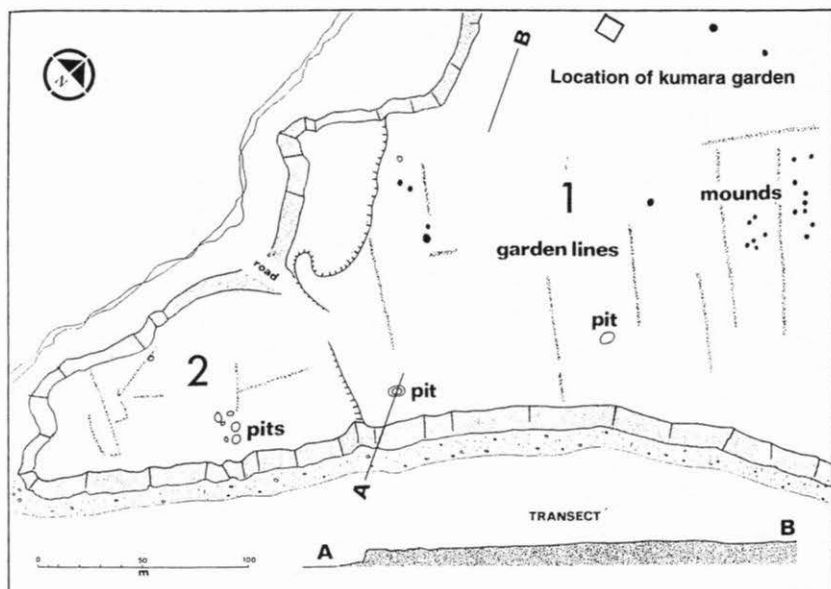 N
B
Location of kumara garden
1
mounds
garden lines
road
pit
2
pit
pits
A
TRANSECT
A
B
0 50 100
m